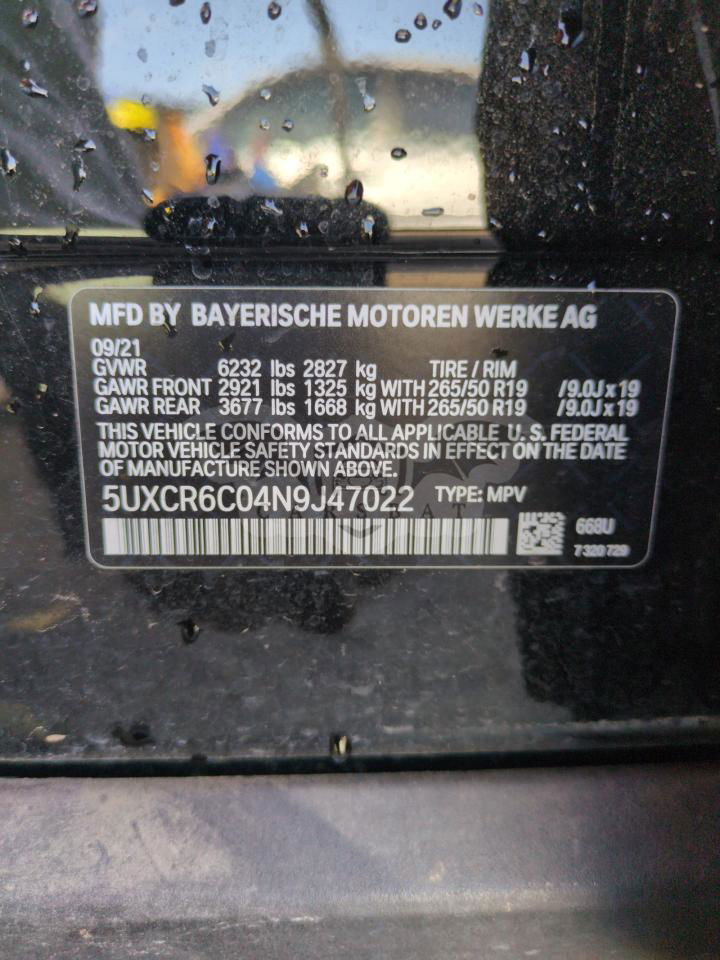 MFD BY BAYERISCHE MOTOREN WERKE AG
09/21
GVWR 6232 lbs 2827 kg TIRE / RIM
GAWR FRONT 2921 lbs 1325 kg WITH 265/50 R19 /9.0J x 19
GAWR REAR 3677 lbs 1668 kg WITH 265/50 R19 /9.0J x 19
THIS VEHICLE CONFORMS TO ALL APPLICABLE U.S. FEDERAL
MOTOR VEHICLE SAFETY STANDARDS IN EFFECT ON THE DATE
OF MANUFACTURE SHOWN ABOVE.
5UXCR6C04N9J47022 TYPE: MPV
668U
7 320 729